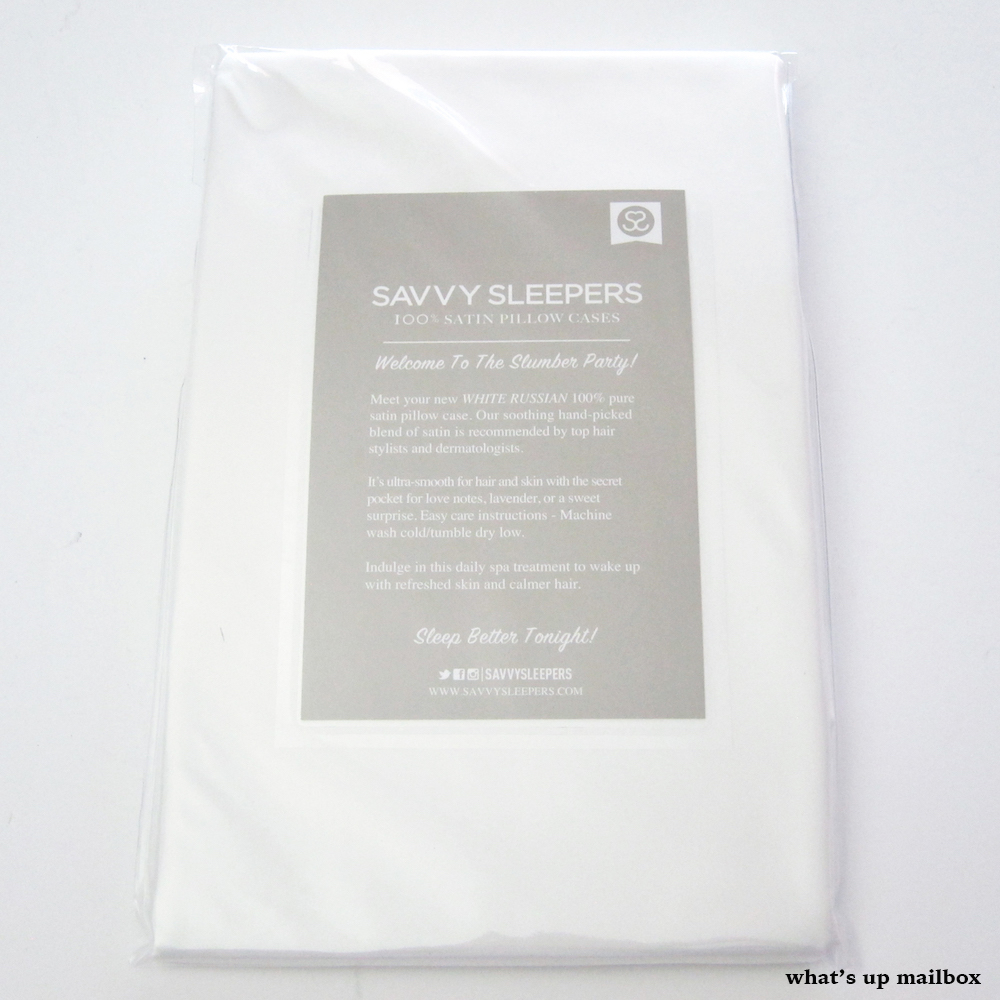 SS
SAVVY SLEEPERS
100% SATIN PILLOW CASES
Welcome To The Slumber Party!
Meet your new WHITE RUSSIAN 100% pure
satin pillow case. Our soothing hand-picked
blend of satin is recommended by top hair
stylists and dermatologists.
It's ultra-smooth for hair and skin with the secret
pocket for love notes, lavender, or a sweet
surprise. Easy care instructions - Machine
wash cold/tumble dry low.
Indulge in this daily spa treatment to wake up
with refreshed skin and calmer hair.
Sleep Better Tonight!
|SAVVYSLEEPERS
WWW.SAVVYSLEEPERS.COM
what's up mailbox